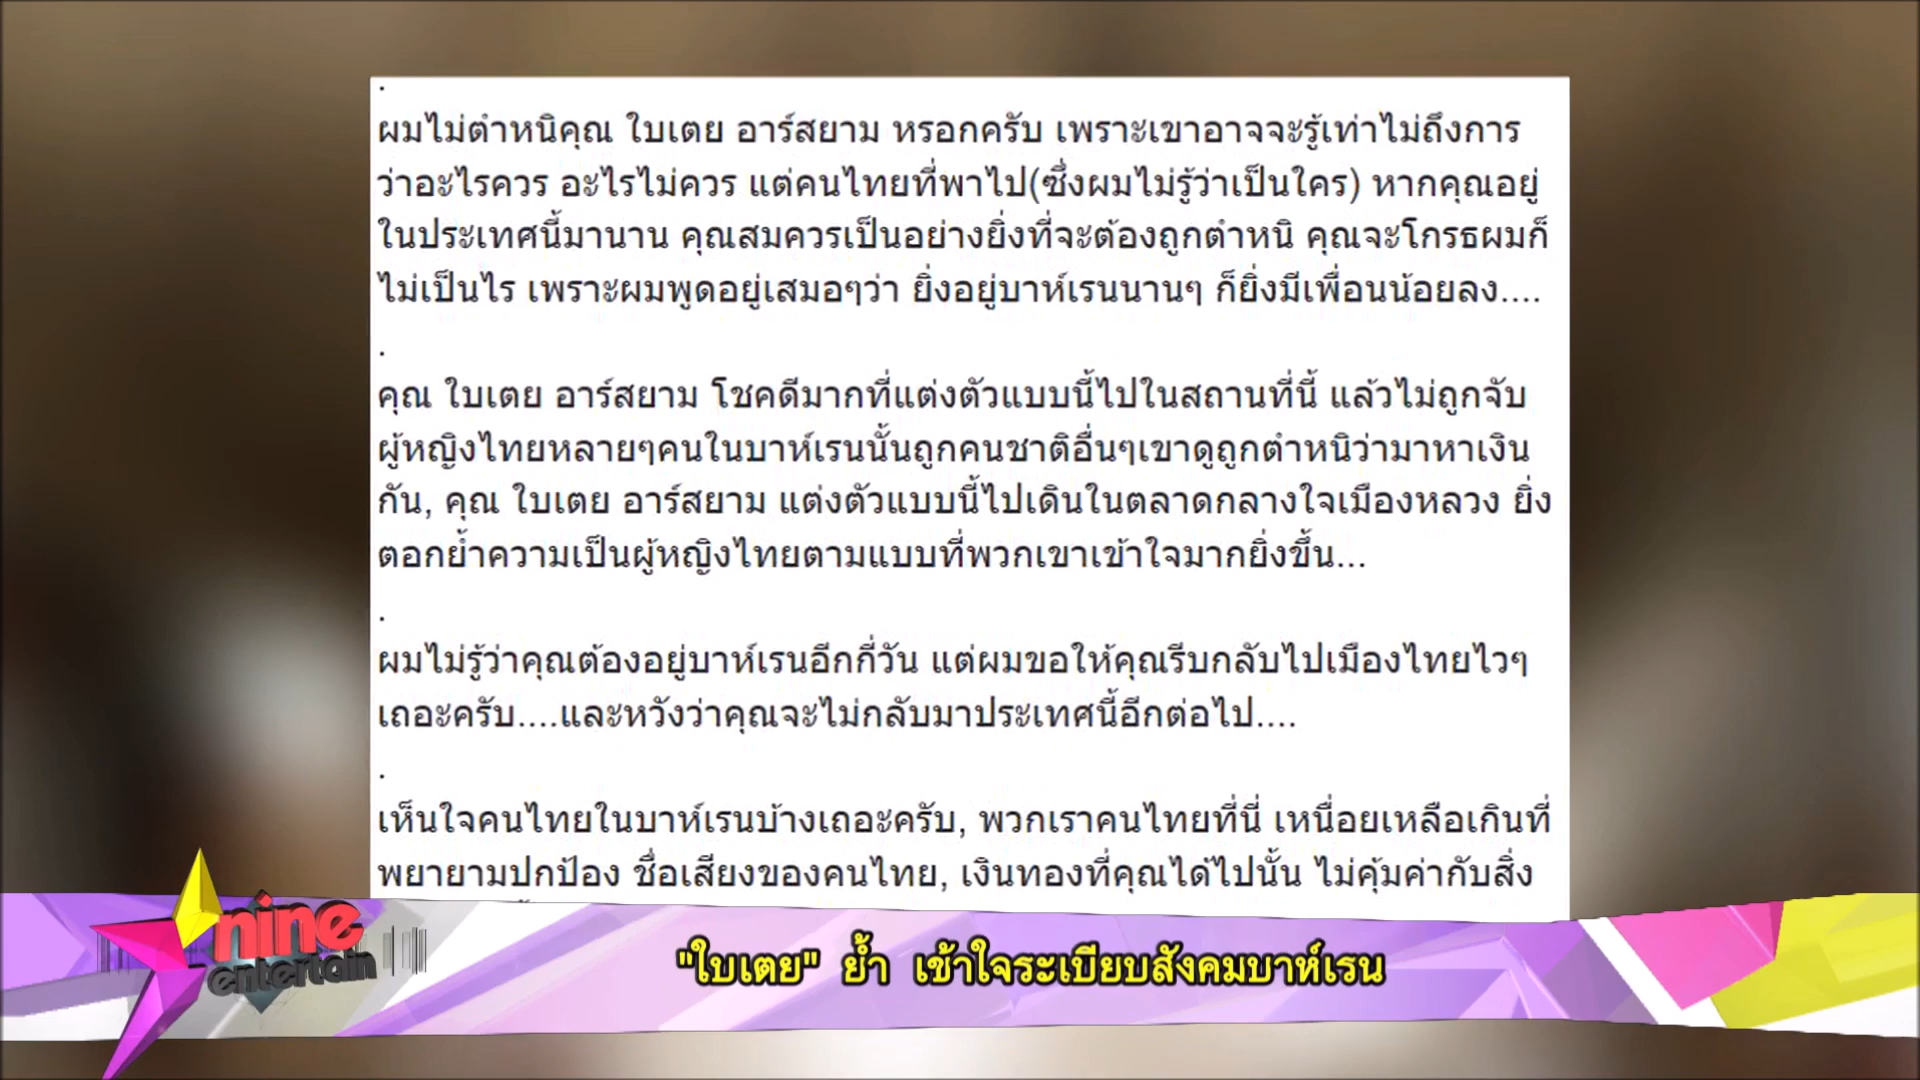 .
ผมไม่ตำหนิคุณ ใบเตย อาร์สยาม หรอกครับ เพราะเขาอาจจะรู้เท่าไม่ถึงการ
ว่าอะไรควร อะไรไม่ควร แต่คนไทยที่พาไป(ซึ่งผมไม่รู้ว่าเป็นใคร) หากคุณอยู่
ในประเทศนี้มานาน คุณสมควรเป็นอย่างยิ่งที่จะต้องถูกตำหนิ คุณจะโกรธผมก็
ไม่เป็นไร เพราะผมพูดอยู่เสมอๆว่า ยิ่งอยู่บาห์เรนนานๆ ก็ยิ่งมีเพื่อนน้อยลง....
.
คุณ ใบเตย อาร์สยาม โชคดีมากที่แต่งตัวแบบนี้ไปในสถานที่นี้ แล้วไม่ถูกจับ
ผู้หญิงไทยหลายๆคนในบาห์เรนนั้นถูกคนชาติอื่นๆเขาดูถูกตำหนิว่ามาหาเงิน
กัน, คุณ ใบเตย อาร์สยาม แต่งตัวแบบนี้ไปเดินในตลาดกลางใจเมืองหลวง ยิ่ง
ตอกย้ำความเป็นผู้หญิงไทยตามแบบที่พวกเขาเข้าใจมากยิ่งขึ้น...
.
ผมไม่รู้ว่าคุณต้องอยู่บาห์เรนอีกกี่วัน แต่ผมขอให้คุณรีบกลับไปเมืองไทยไวๆ
เถอะครับ....และหวังว่าคุณจะไม่กลับมาประเทศนี้อีกต่อไป....
.
เห็นใจคนไทยในบาห์เรนบ้างเถอะครับ, พวกเราคนไทยที่นี่ เหนื่อยเหลือเกินที่
พยายามปกป้อง ชื่อเสียงของคนไทย, เงินทองที่คุณได้ไปนั้น ไม่คุ้มค่ากับสิ่ง
nine
entertain
"ใบเตย" ย้ำ เข้าใจระเบียบสังคมบาห์เรน